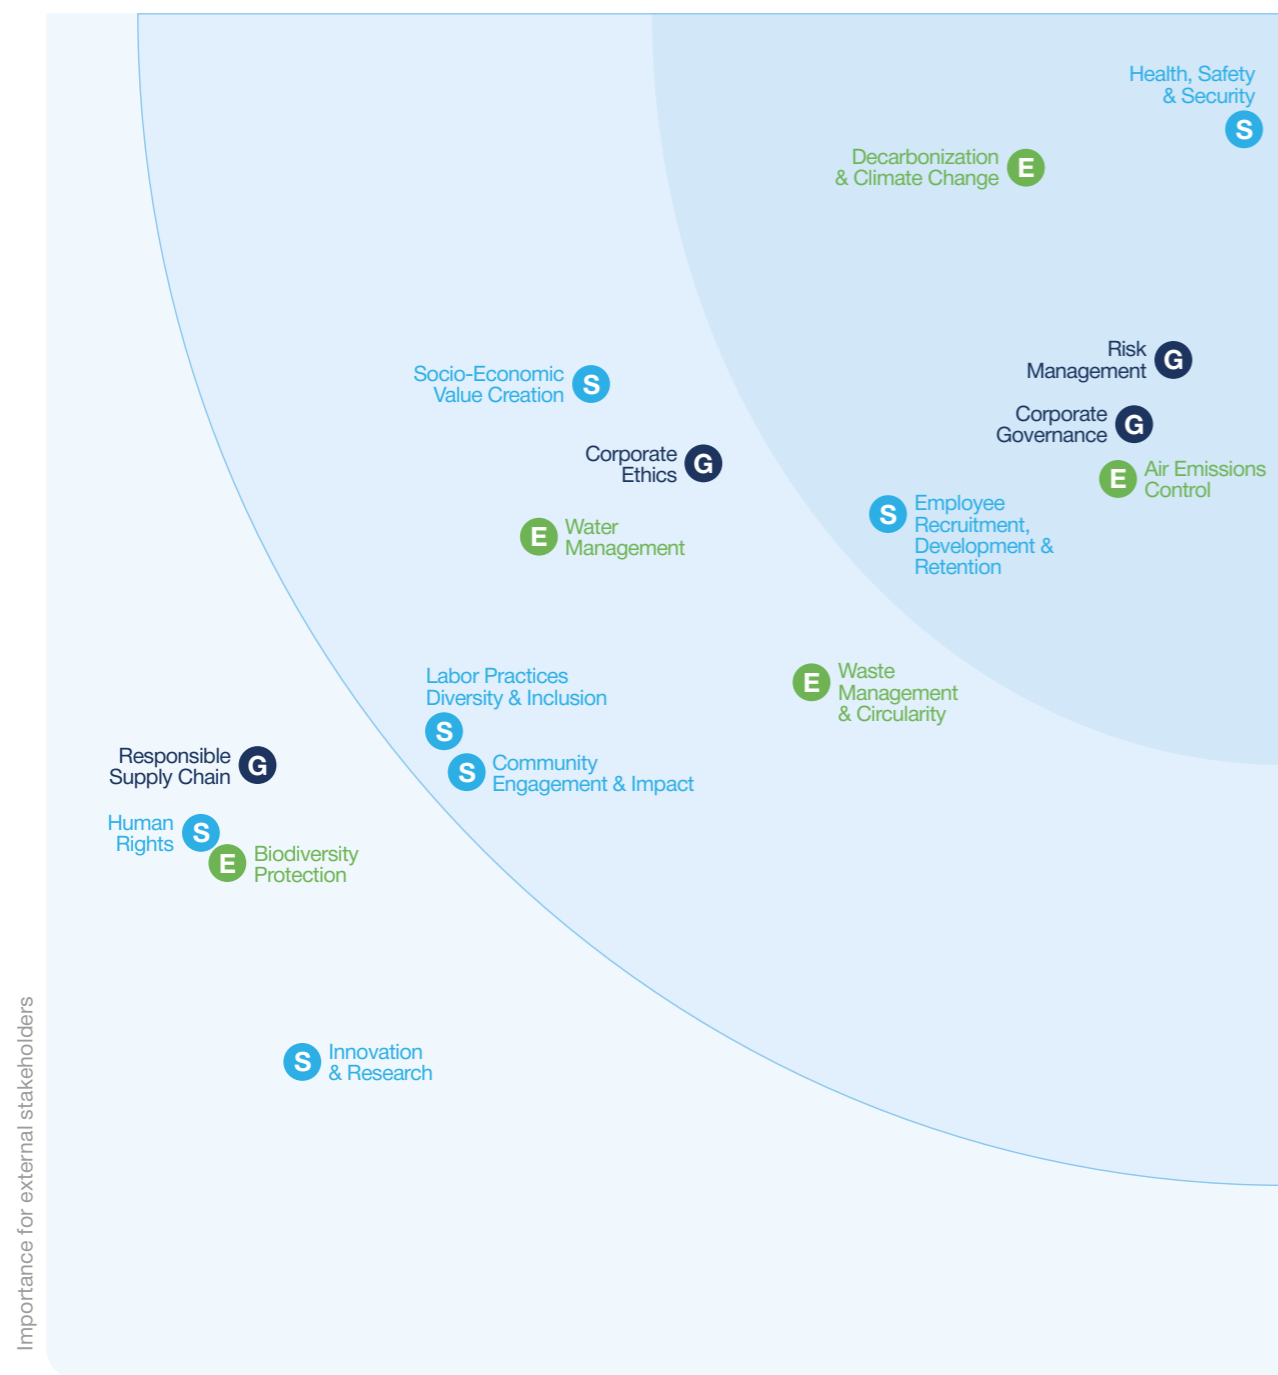 Health, Safety
& Security
S
Decarbonization
& Climate Change
E
Risk
Management
G
Socio-Economic
Value Creation
S
Corporate
Governance
G
Corporate
Ethics
G
E
Air Emissions
Control
S
Employee
Recruitment,
Development &
Retention
E
Water
Management
E
Waste
Management
& Circularity
Labor Practices
Diversity & Inclusion
S
S
Community
Engagement & Impact
Responsible
Supply Chain
G
Human
Rights
S
E
Biodiversity
Protection
S
Innovation
& Research
Importance for external stakeholders